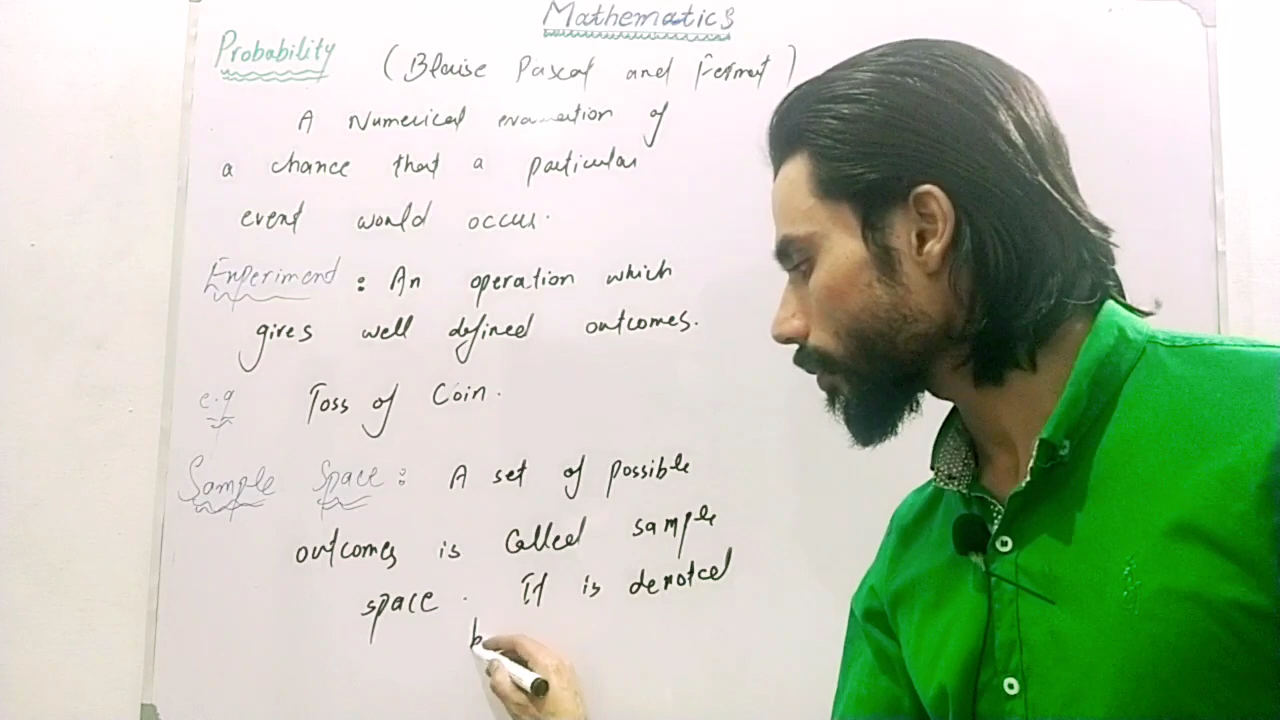 Mathematics
Probability (Blaise Pascal and Fermat)
A Numerical of
a chance that a particular
event would occur.
Experiment : An operation which
gives well defined outcomes.
e.g Toss of Coin.
Sample Space : A set of possible
outcomes is called sample
space . It is denoted
b